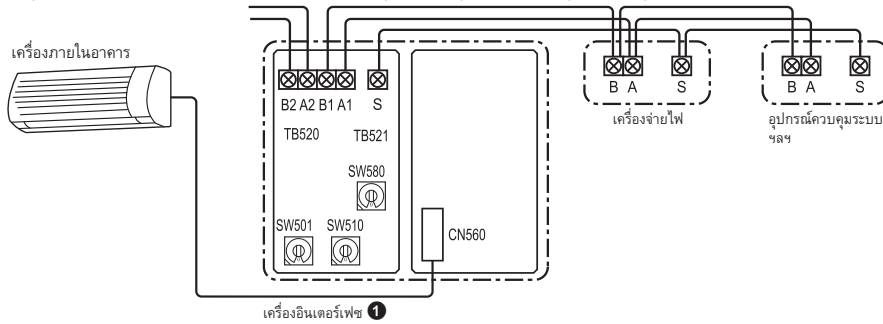 เครื่องภายในอาคาร
B2 A2 B1 A1 S
TB520 TB521
SW580
SW501 SW510
CN560
เครื่องอินเตอร์เฟซ ❶
B A S
เครื่องจ่ายไฟ
B A S
อุปกรณ์ควบคุมระบบ
ฯลฯ